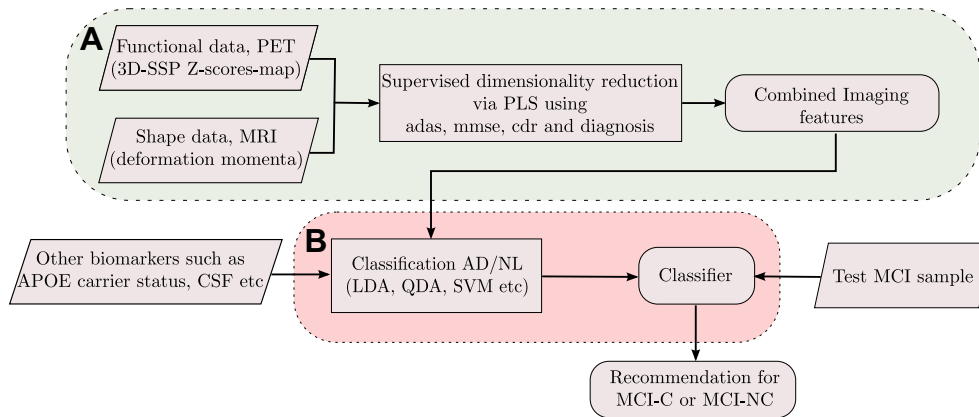 A
Functional data, PET
(3D-SSP Z-scores-map)
Shape data, MRI
(deformation momenta)
Supervised dimensionality reduction
via PLS using
adas, mmse, cdr and diagnosis
Combined Imaging
features
B
Other biomarkers such as
APOE carrier status, CSF etc
Classification AD/NL
(LDA, QDA, SVM etc)
Classifier
Test MCI sample
Recommendation for
MCI-C or MCI-NC